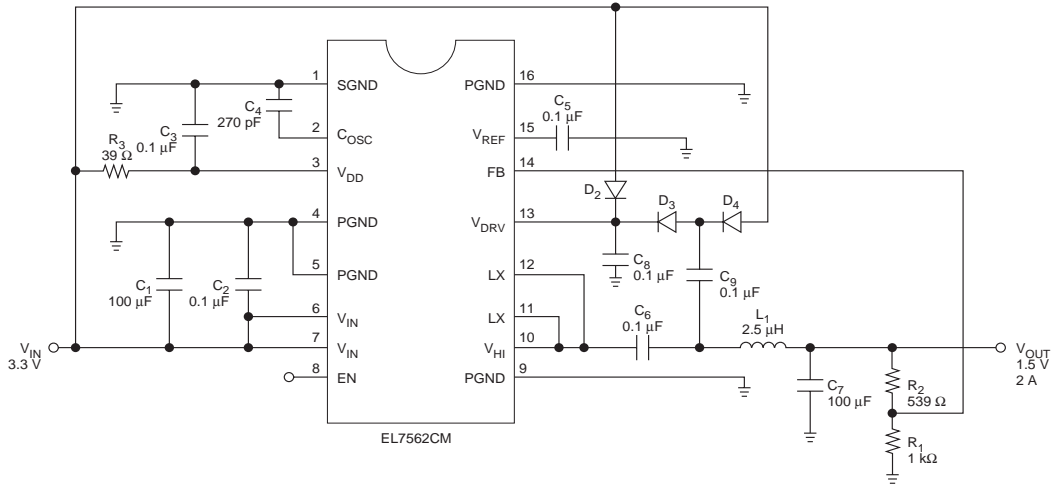 1
SGND
C4
270 pF
2
COSC
C3
0.1 µF
R3
39 Ω
3
VDD
4
PGND
5
PGND
C1
100 µF
C2
0.1 µF
6
VIN
7
VIN
VIN
3.3 V
8
EN
16
PGND
C5
0.1 µF
15
VREF
14
FB
D2
13
VDRV
D3
D4
C8
0.1 µF
12
LX
C9
0.1 µF
11
LX
C6
0.1 µF
10
VHI
L1
2.5 µH
9
PGND
C7
100 µF
R2
539 Ω
R1
1 kΩ
VOUT
1.5 V
2 A
EL7562CM